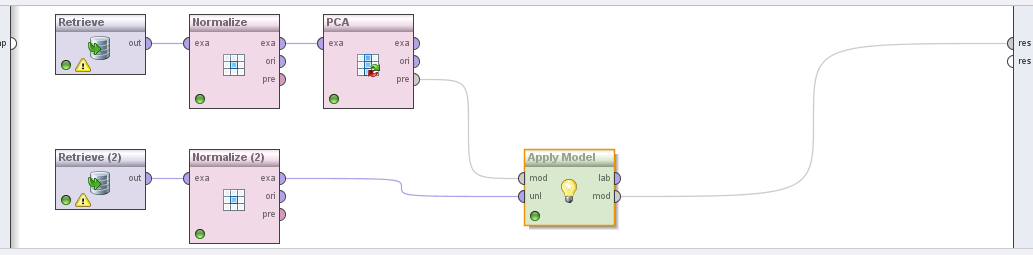 Retrieve
out
Normalize
exa
exa
ori
pre
PCA
exa
exa
ori
pre
res
res
Retrieve (2)
out
Normalize (2)
exa
exa
ori
pre
Apply Model
mod
lab
unl
mod